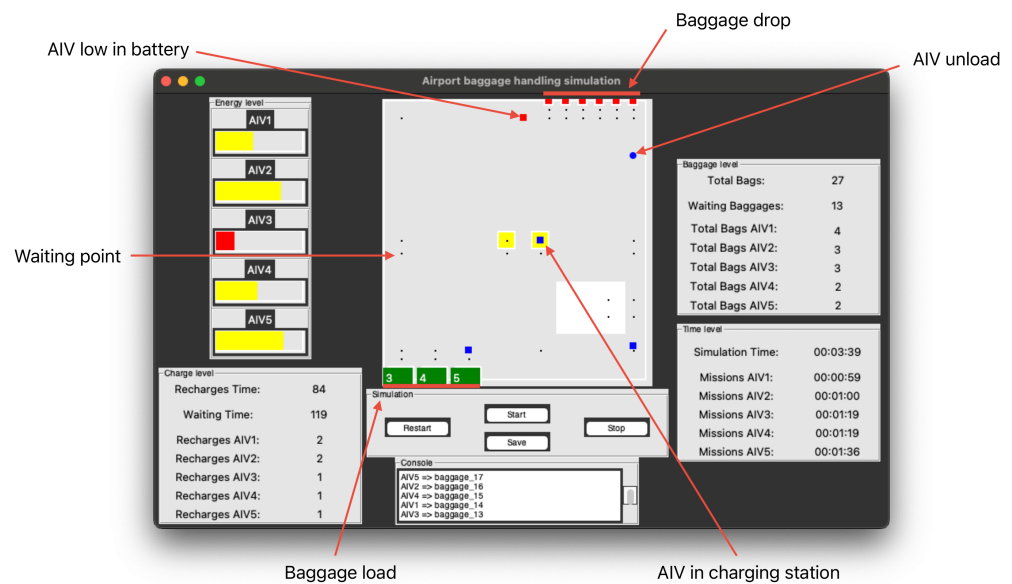 Baggage drop
AIV low in battery
AIV unload
Airport baggage handling simulation
Energy level
AIV1
AIV2
AIV3
AIV4
AIV5
Waiting point
Baggage level
Total Bags: 27
Waiting Baggages: 13
Total Bags AIV1: 4
Total Bags AIV2: 3
Total Bags AIV3: 3
Total Bags AIV4: 2
Total Bags AIV5: 2
Time level
Simulation Time: 00:03:39
Missions AIV1: 00:00:59
Missions AIV2: 00:01:00
Missions AIV3: 00:01:19
Missions AIV4: 00:01:19
Missions AIV5: 00:01:36
3 4 5
Charge level
Recharges Time: 84
Waiting Time: 119
Recharges AIV1: 2
Recharges AIV2: 2
Recharges AIV3: 1
Recharges AIV4: 1
Recharges AIV5: 1
Simulation
Start
Restart
Stop
Save
Console
AIV5 => baggage_17
AIV2 => baggage_16
AIV4 => baggage_15
AIV1 => baggage_14
AIV3 => baggage_13
Baggage load
AIV in charging station